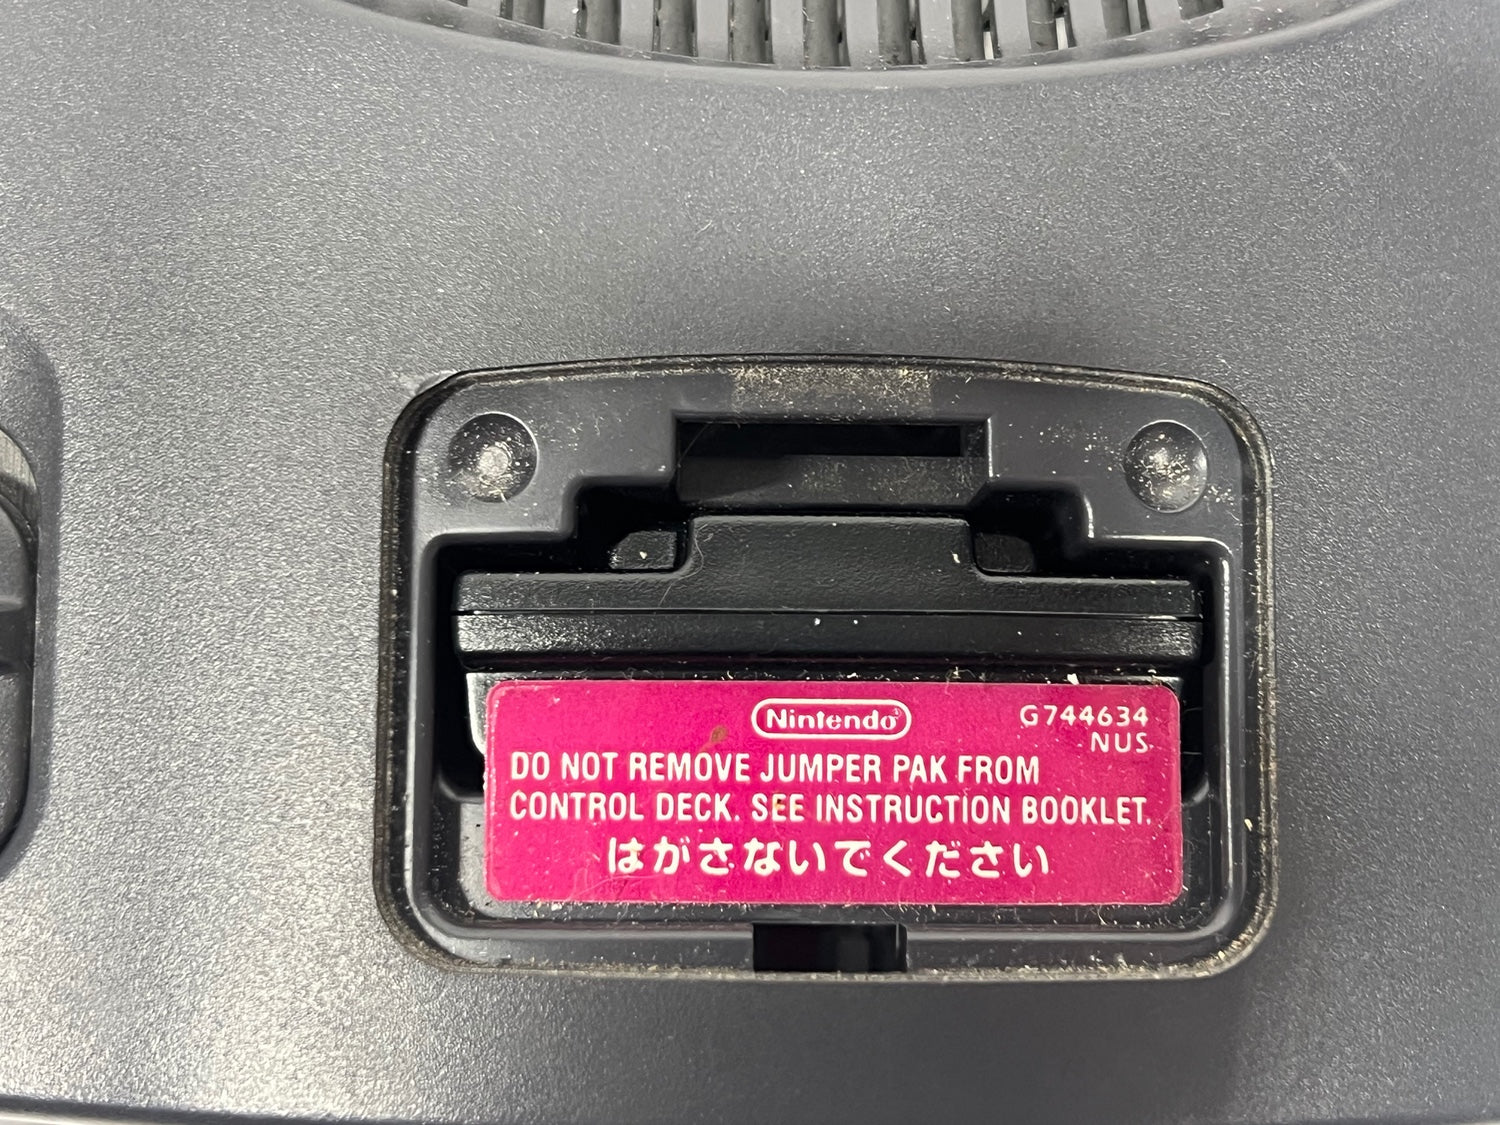 Nintendo®
G744634
NUS
DO NOT REMOVE JUMPER PAK FROM
CONTROL DECK. SEE INSTRUCTION BOOKLET.
はがさないでください